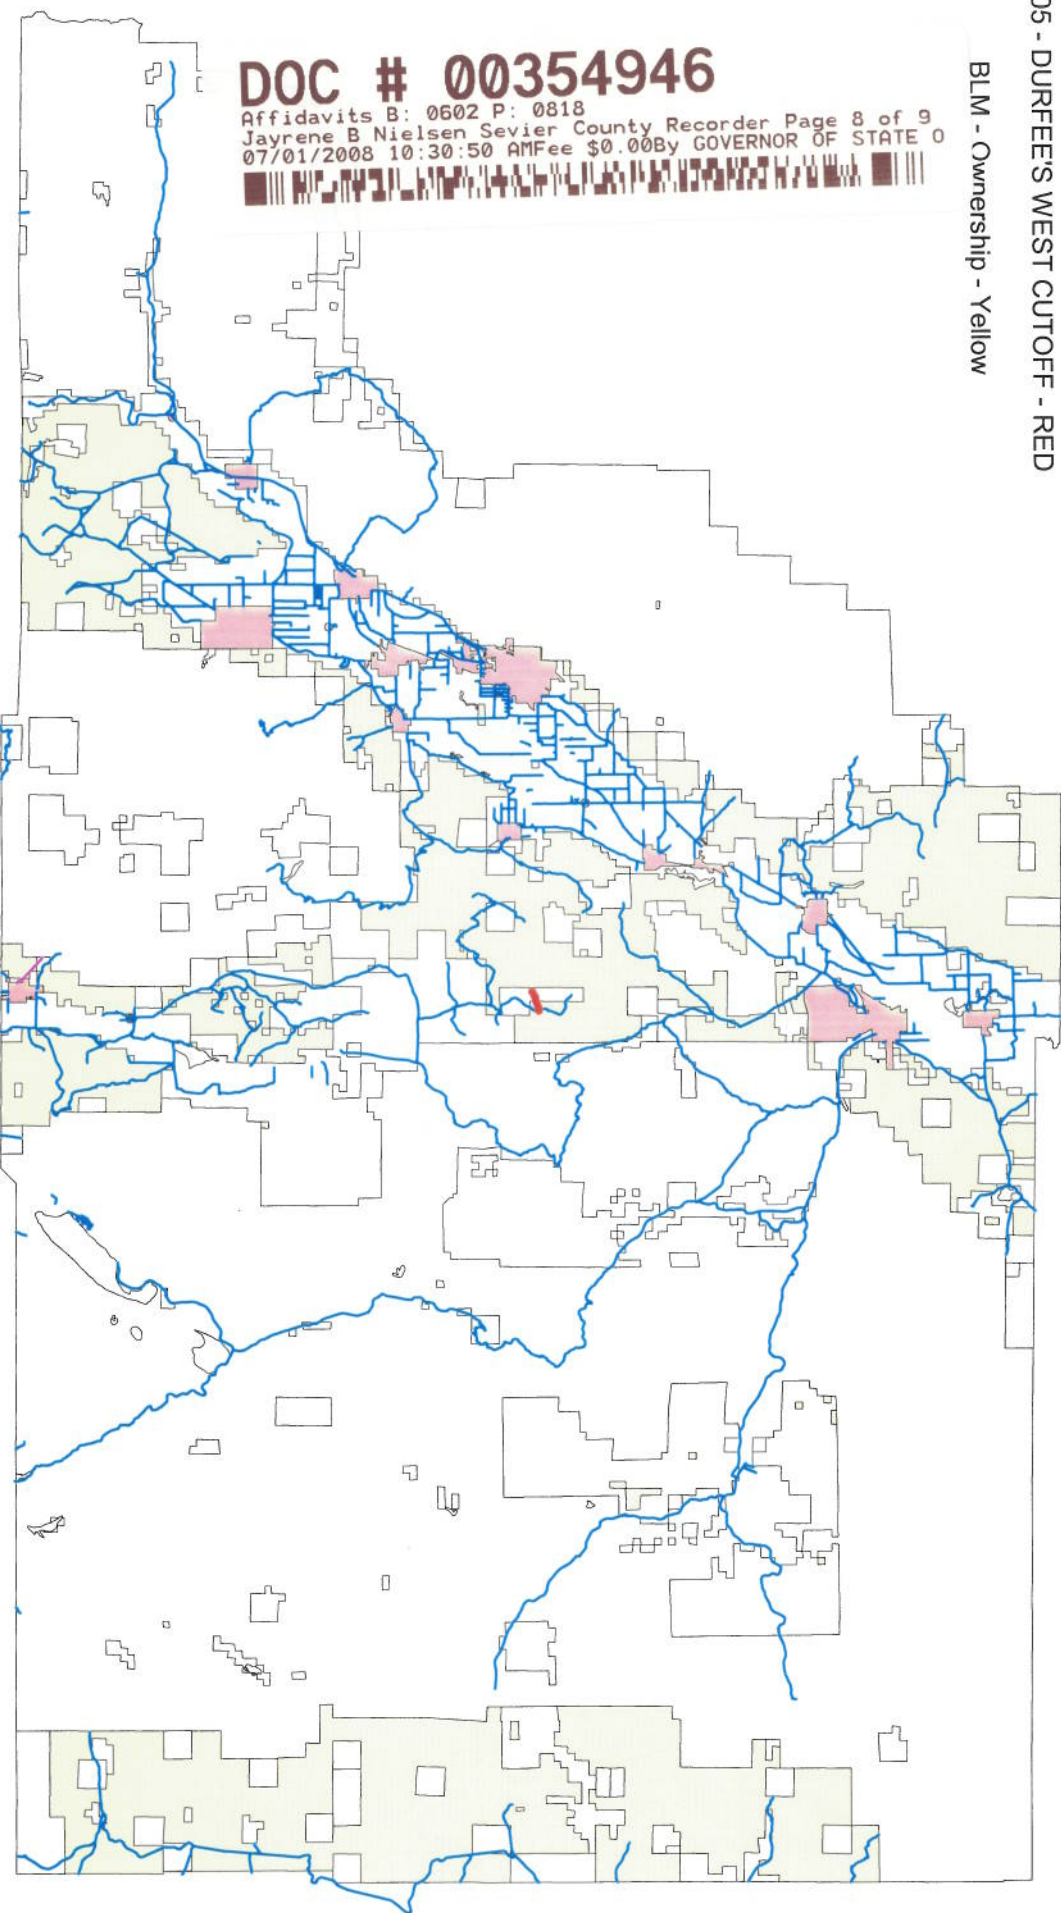 DOC # 00354946
Affidavits B: 0602 P: 0818
Jayrene B Nielsen Sevier County Recorder Page 8 of 9
07/01/2008 10:30:50 AMFee $0.00By GOVERNOR OF STATE O
05 - DURFEE'S WEST CUTOFF - RED
BLM - Ownership - Yellow